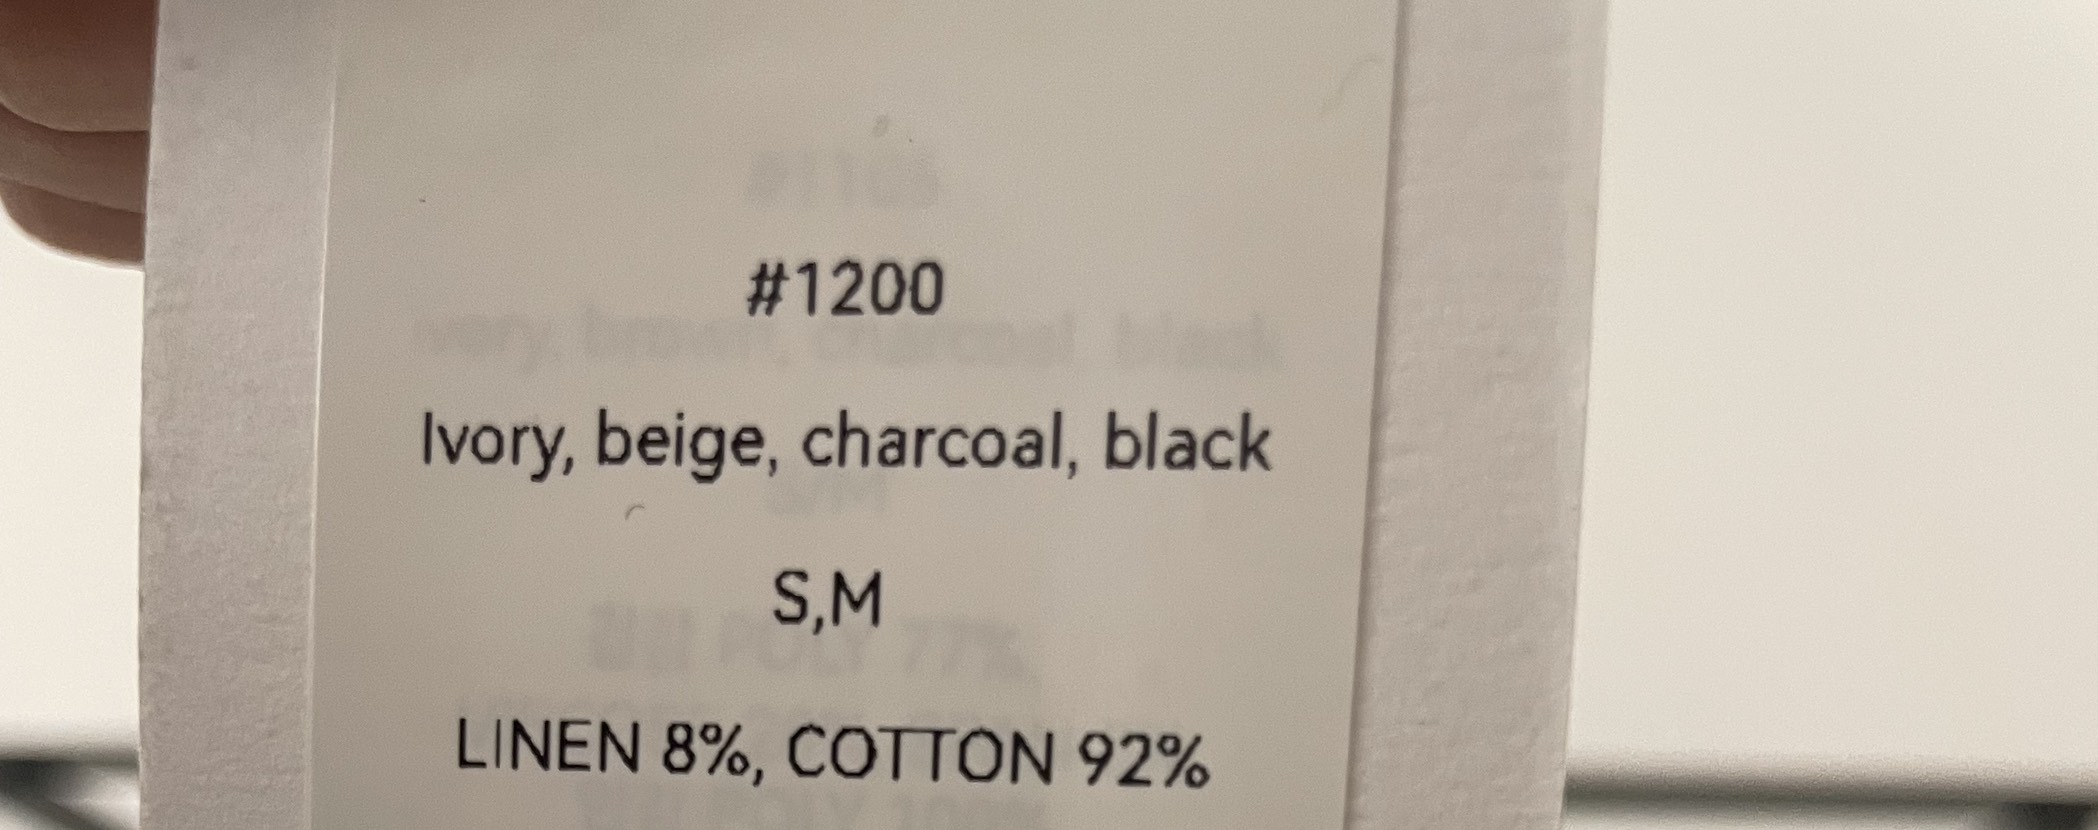 #1200
Ivory, beige, charcoal, black
S,M
LINEN 8%, COTTON 92%